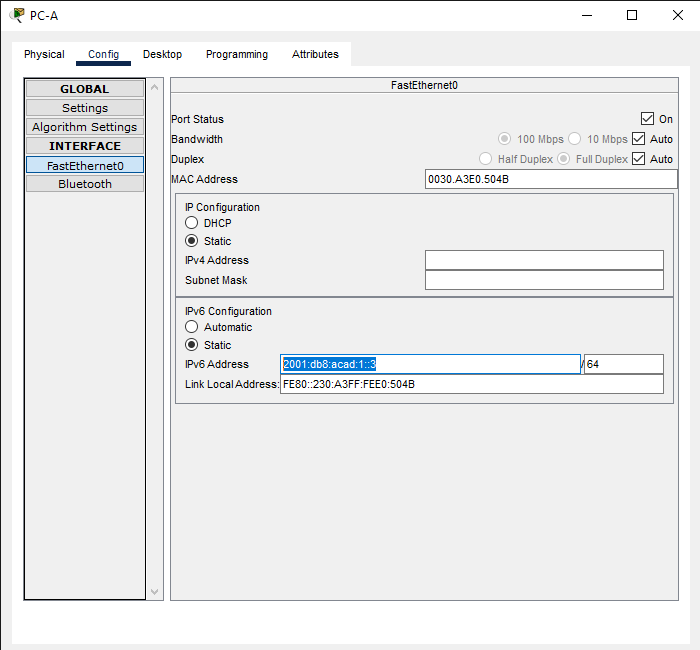 PC-A
Physical Config Desktop Programming Attributes
GLOBAL
Settings
Algorithm Settings
INTERFACE
FastEthernet0
Bluetooth
FastEthernet0
Port Status On
Bandwidth 100 Mbps 10 Mbps Auto
Duplex Half Duplex Full Duplex Auto
MAC Address 0030.A3E0.504B
IP Configuration
DHCP
Static
IPv4 Address
Subnet Mask
IPv6 Configuration
Automatic
Static
IPv6 Address 2001:db8:acad:1::3 / 64
Link Local Address: FE80::230:A3FF:FEE0:504B